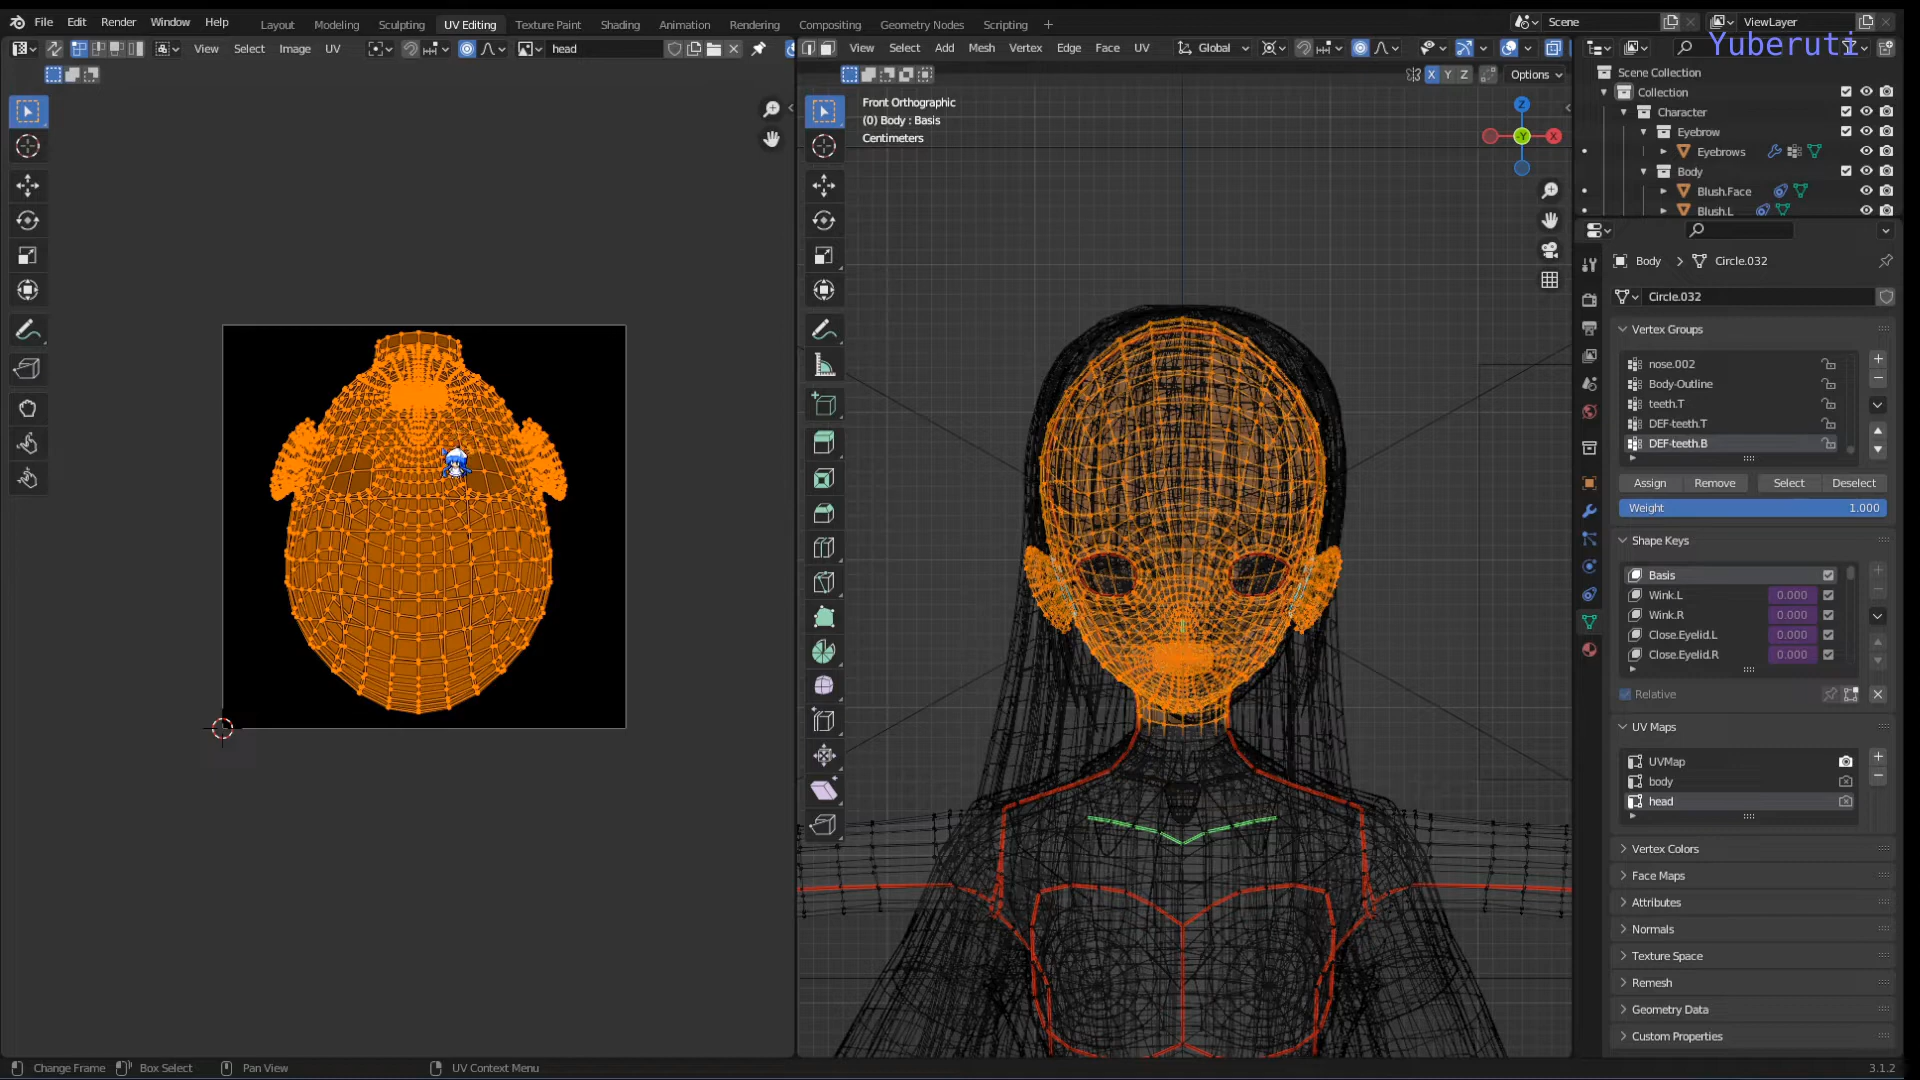 File Edit Render Window Help Layout Modeling Sculpting UV Editing Texture Paint Shading Animation Rendering Compositing Geometry Nodes Scripting + Scene ViewLayer
Yuberuti
View Select Image UV head View Select Add Mesh Vertex Edge Face UV Global
X Y Z Options
Scene Collection
Collection
Character
Eyebrow
Eyebrows
Body
Blush.Face
Blush.L
Front Orthographic
(0) Body : Basis
Centimeters
Z
Y
X
Body > Circle.032
Circle.032
Vertex Groups
nose.002
Body-Outline
teeth.T
DEF-teeth.T
DEF-teeth.B
Assign Remove Select Deselect
Weight 1.000
Shape Keys
Basis
Wink.L 0.000
Wink.R 0.000
Close.Eyelid.L 0.000
Close.Eyelid.R 0.000
Relative
UV Maps
UVMap
body
head
Vertex Colors
Face Maps
Attributes
Normals
Texture Space
Remesh
Geometry Data
Custom Properties
Change Frame Box Select Pan View UV Context Menu 3.1.2